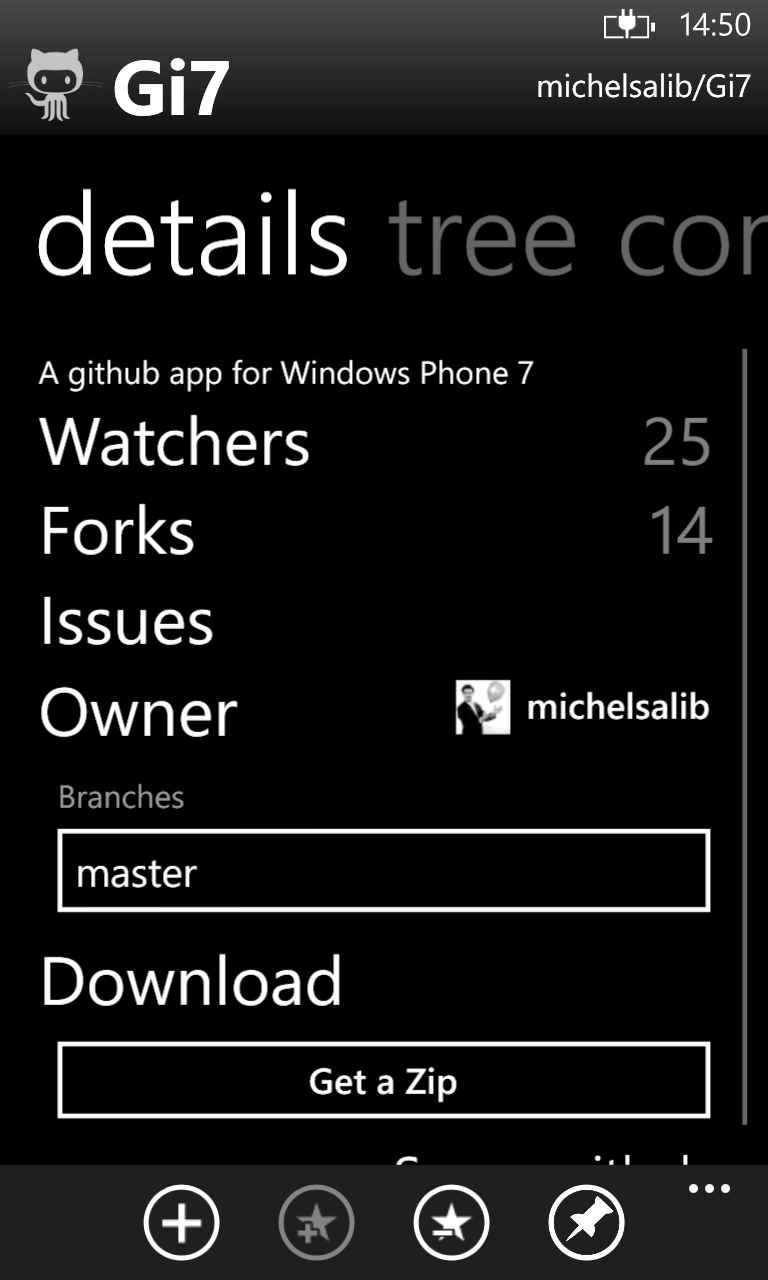 14:50
Gi7 michelsalib/Gi7
details tree
A github app for Windows Phone 7
Watchers 25
Forks 14
Issues
Owner michelsalib
Branches
master
Download
Get a Zip